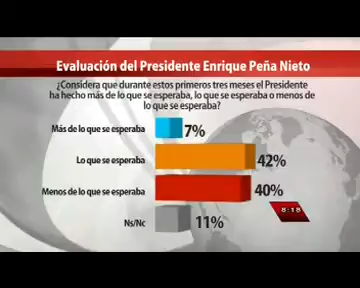 Evaluación del Presidente Enrique Peña Nieto
¿Considera que durante estos primeros tres meses el Presidente
ha hecho más de lo que se esperaba, lo que se esperaba o menos de
lo que se esperaba?
Más de lo que se esperaba 7%
Lo que se esperaba 42%
Menos de lo que se esperaba 40%
8:18
Ns/Nc 11%